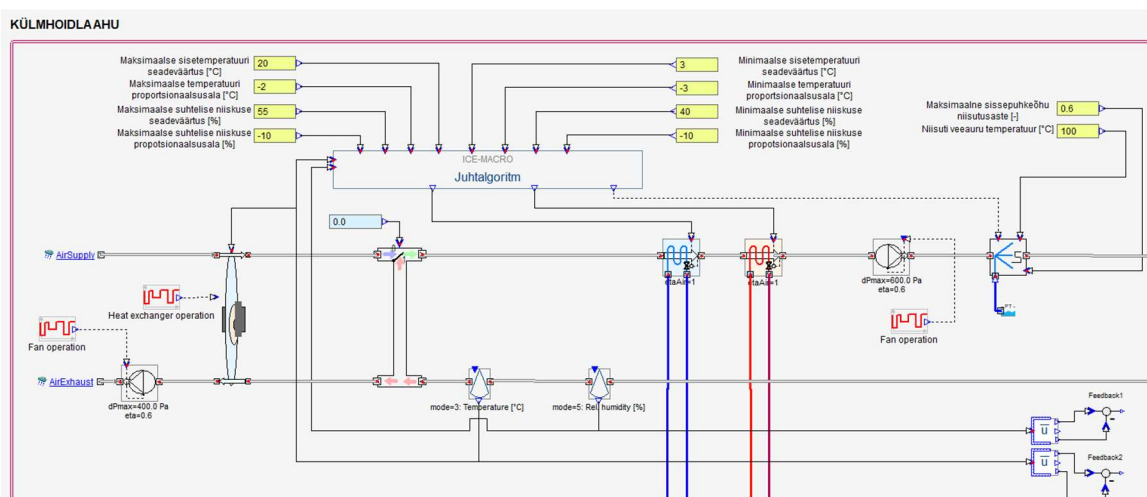 KÜLMHOIDLAAHU
Maksimaalse sisetemperatuuri
seadeväärtus [°C]
20
Maksimaalse temperatuuri
proportsionaalsusala [°C]
-2
Maksimaalse suhtelise niiskuse
seadeväärtus [%]
55
Maksimaalse suhtelise niiskuse
propotsionaalsusala [%]
-10
3
Minimaalse sisetemperatuuri
seadeväärtus [°C]
-3
Minimaalse temperatuuri
proportsionaalsusala [°C]
40
Minimaalse suhtelise niiskuse
seadeväärtus [%]
-10
Minimaalse suhtelise niiskuse
propotsionaalsusala [%]
Maksimaalne sissepuhkeõhu
niisutusaste [-]
0.6
Niisuti veeauru temperatuur [°C]
100
ICE-MACRO
Juhtalgoritm
0.0
AirSupply
etaAir=1
etaAir=1
dPmax=600.0 Pa
eta=0.6
Heat exchanger operation
Fan operation
Fan operation
AirExhaust
dPmax=400.0 Pa
eta=0.6
mode=3: Temperature [°C]
mode=5: Rel. humidity [%]
Feedback1
u
Feedback2
u